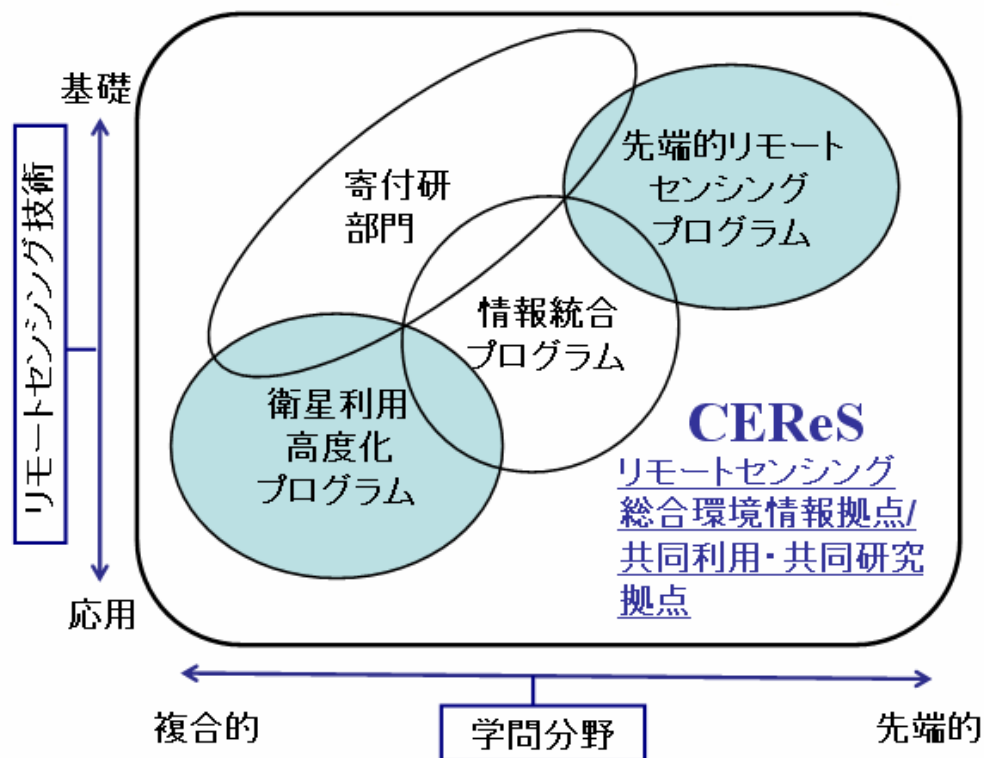 基礎
リモートセンシング技術
応用
寄付研
部門
先端的リモート
センシング
プログラム
情報統合
プログラム
衛星利用
高度化
プログラム
CEReS
リモートセンシング
総合環境情報拠点/
共同利用・共同研究
拠点
複合的
学問分野
先端的